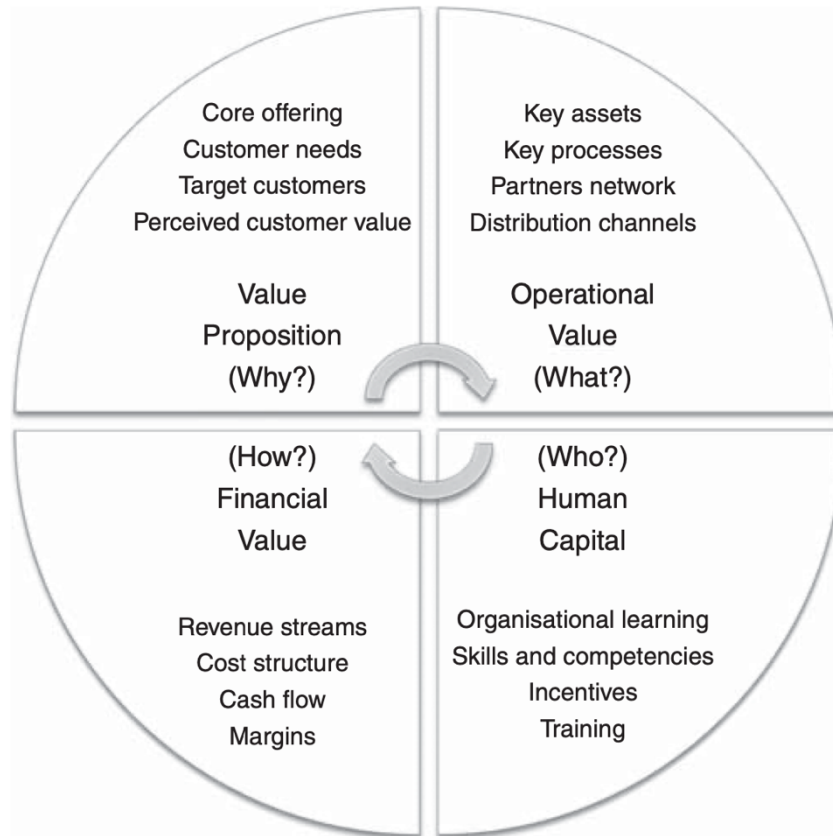 Core offering
Customer needs
Target customers
Perceived customer value
Value
Proposition
(Why?)
Key assets
Key processes
Partners network
Distribution channels
Operational
Value
(What?)
(How?)
Financial
Value
Revenue streams
Cost structure
Cash flow
Margins
(Who?)
Human
Capital
Organisational learning
Skills and competencies
Incentives
Training